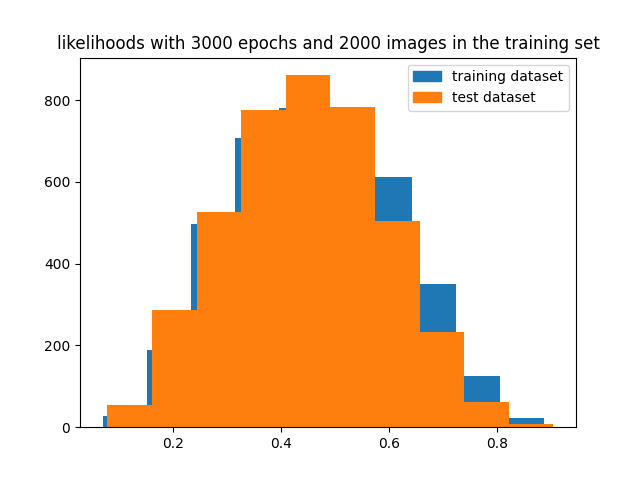 likelihoods with 3000 epochs and 2000 images in the training set
training dataset
test dataset
800
600
400
200
0
0.2 0.4 0.6 0.8